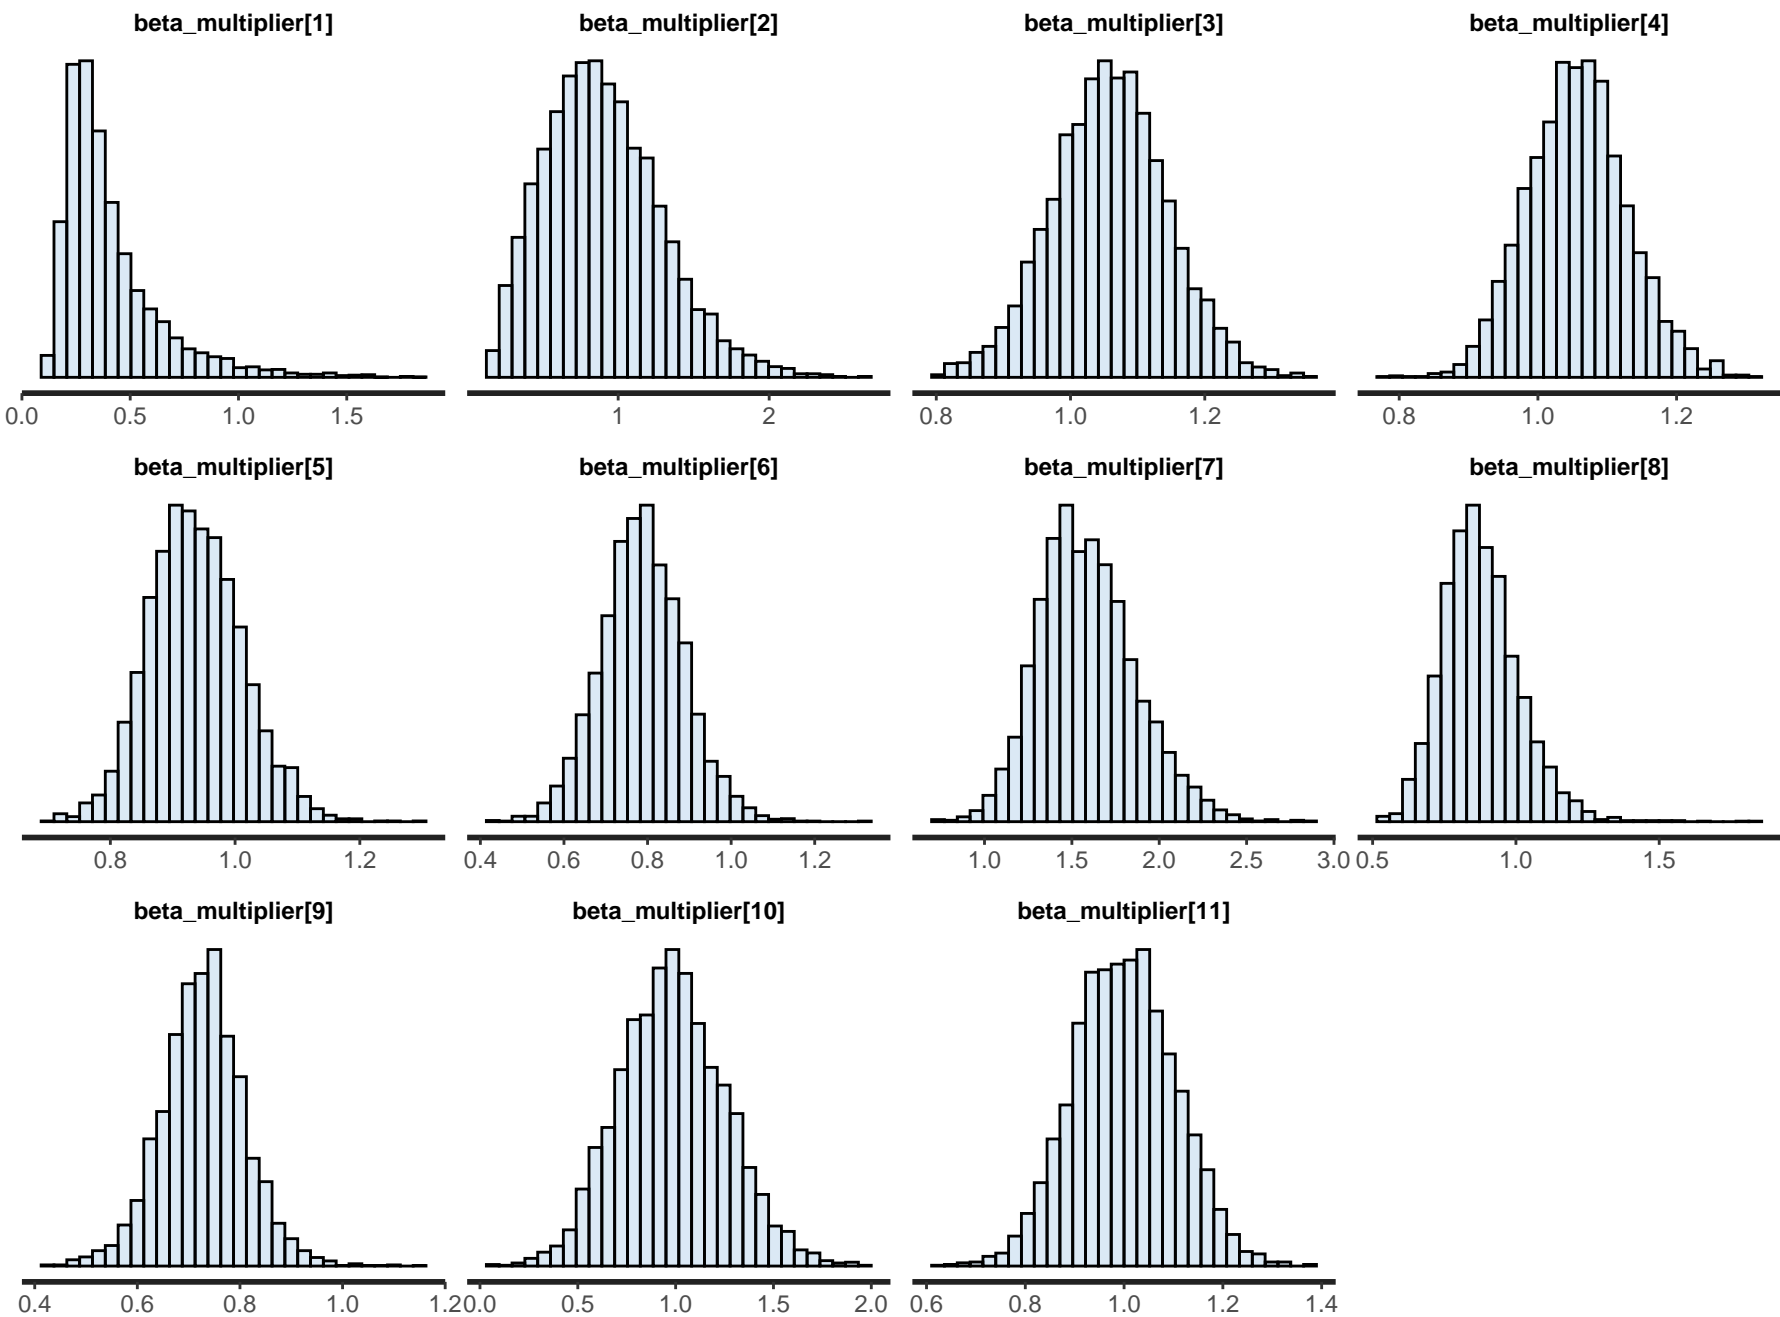 beta_multiplier[1] beta_multiplier[2] beta_multiplier[3] beta_multiplier[4]
0.0 0.5 1.0 1.5 1 2 0.8 1.0 1.2 0.8 1.0 1.2
beta_multiplier[5] beta_multiplier[6] beta_multiplier[7] beta_multiplier[8]
0.8 1.0 1.2 0.4 0.6 0.8 1.0 1.2 1.0 1.5 2.0 2.5 3.0 0.5 1.0 1.5
beta_multiplier[9] beta_multiplier[10] beta_multiplier[11]
0.4 0.6 0.8 1.0 1.2 0.0 0.5 1.0 1.5 2.0 0.6 0.8 1.0 1.2 1.4